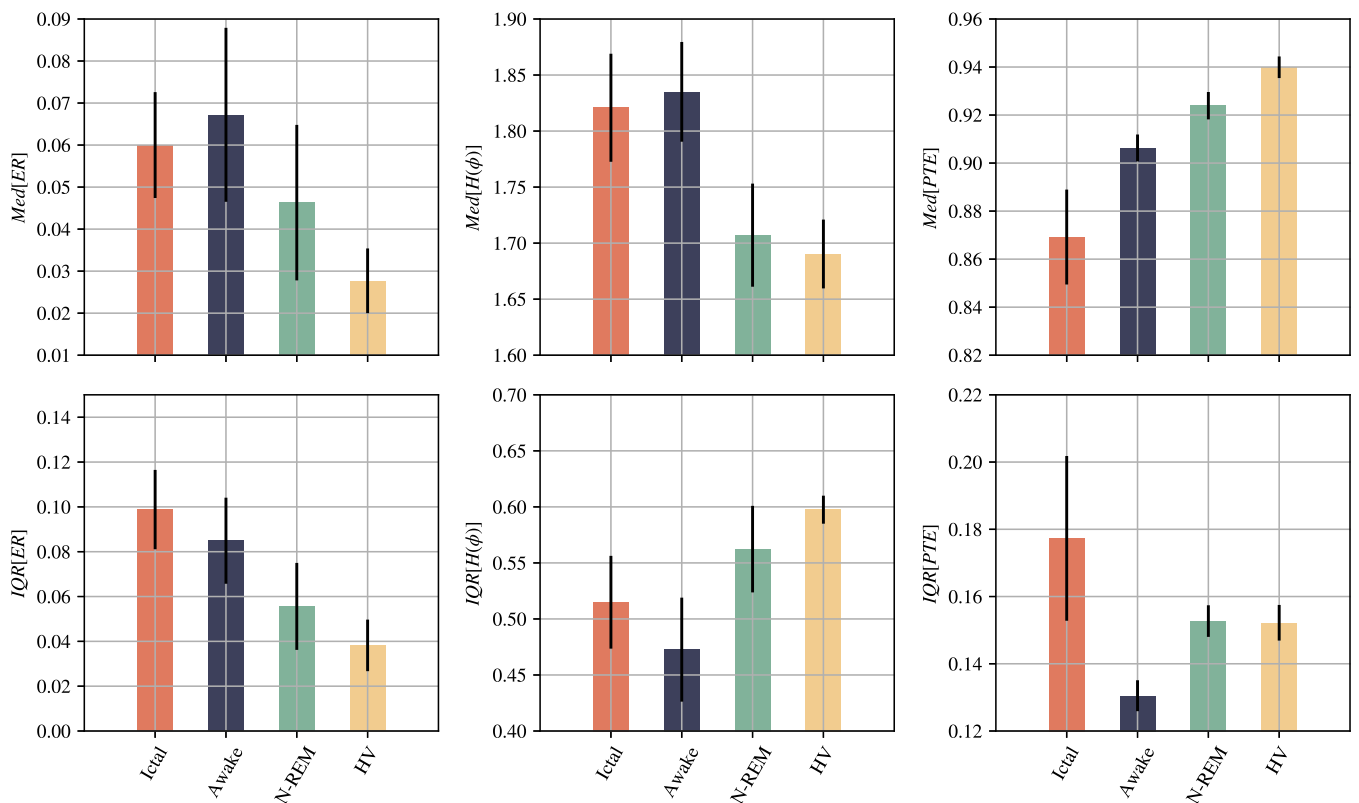 0.09
0.08
0.07
0.06
0.05
0.04
0.03
0.02
0.01
Med[ER]
1.90
1.85
1.80
1.75
1.70
1.65
1.60
Med[H(ϕ)]
0.96
0.94
0.92
0.90
0.88
0.86
0.84
0.82
Med[PTE]
0.14
0.12
0.10
0.08
0.06
0.04
0.02
0.00
IQR[ER]
Ictal
Awake
N-REM
HV
0.70
0.65
0.60
0.55
0.50
0.45
0.40
IQR[H(ϕ)]
Ictal
Awake
N-REM
HV
0.22
0.20
0.18
0.16
0.14
0.12
IQR[PTE]
Ictal
Awake
N-REM
HV